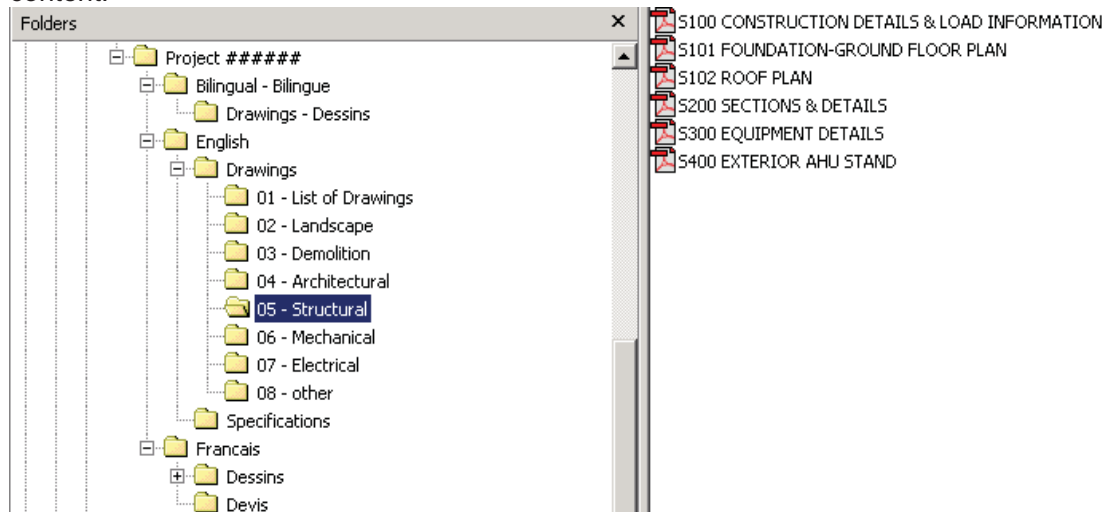 Folders
Project ######
Bilingual - Bilingue
Drawings - Dessins
English
Drawings
01 - List of Drawings
02 - Landscape
03 - Demolition
04 - Architectural
05 - Structural
06 - Mechanical
07 - Electrical
08 - other
Specifications
Francais
Dessins
Devis
S100 CONSTRUCTION DETAILS & LOAD INFORMATION
S101 FOUNDATION-GROUND FLOOR PLAN
S102 ROOF PLAN
S200 SECTIONS & DETAILS
S300 EQUIPMENT DETAILS
S400 EXTERIOR AHU STAND